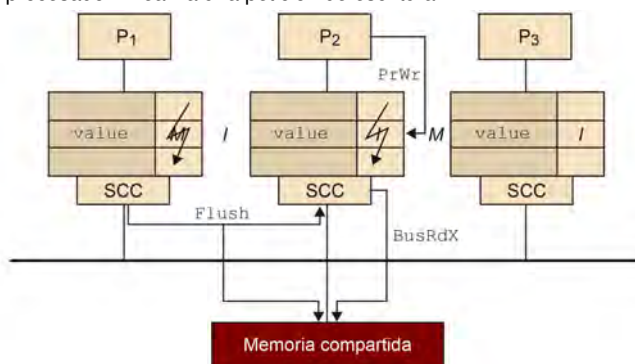 P1
P2
P3
PrWr
value
M
I
value
I
M
value
I
SCC
SCC
SCC
Flush
BusRdX
Memoria compartida